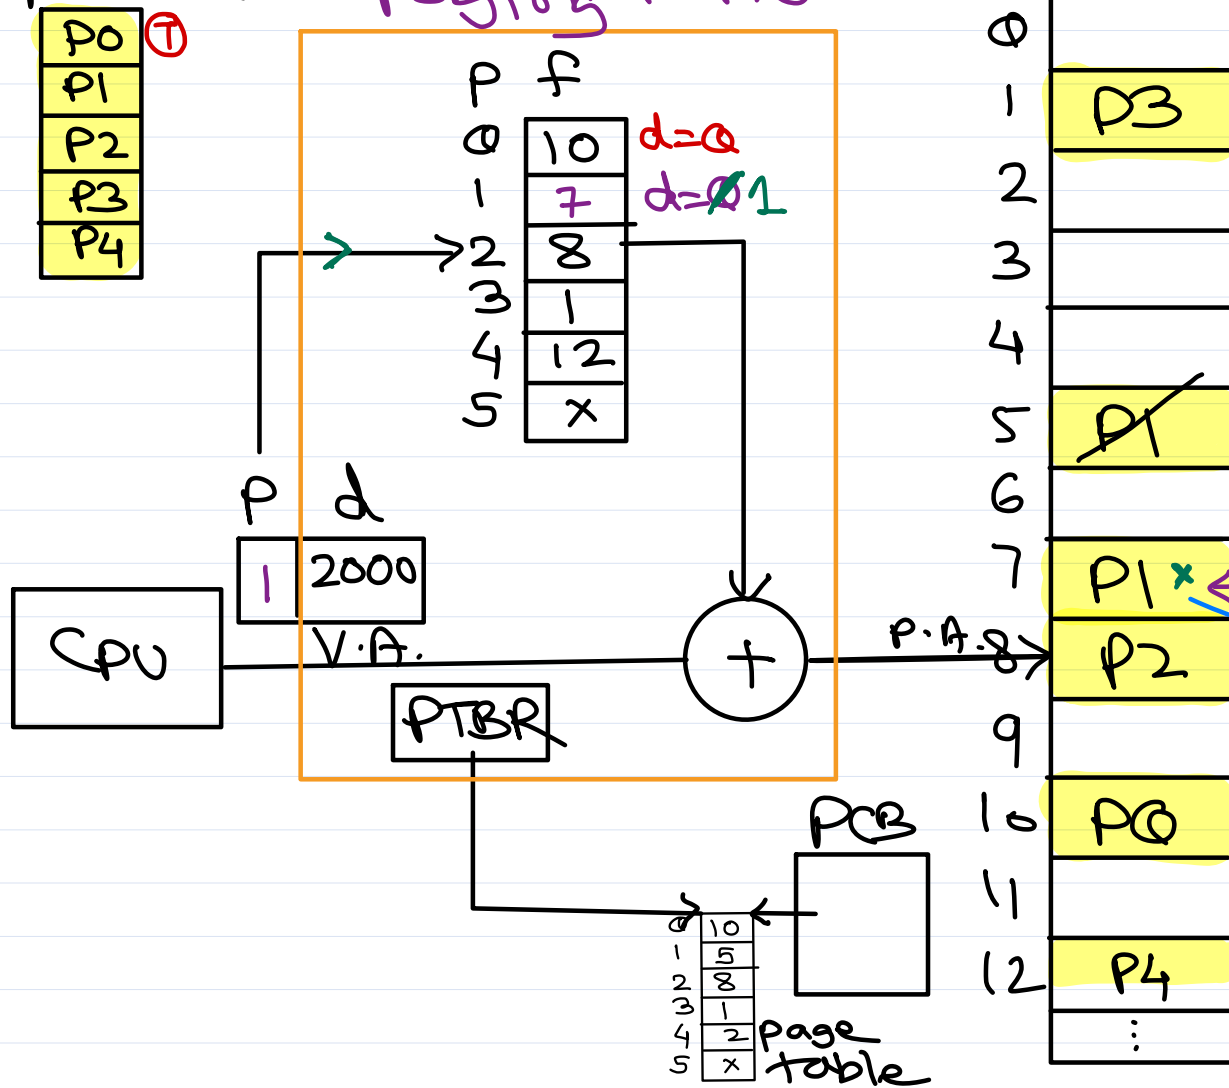 P0 T
P1
P2
P3
P4
p f
0 10 d=0
1 7 d=0 1
2 8
3 1
4 12
5 x
p d
1 2000
CPU
V.A.
PTBR
+
P.A.
PCB
0 10
1 5
2 8
3 1
4 2
5 x
page
table
0
1 P3
2
3
4
5 P1
6
7 P1 x
8 P2
9
10 P0
11
12 P4
⋮